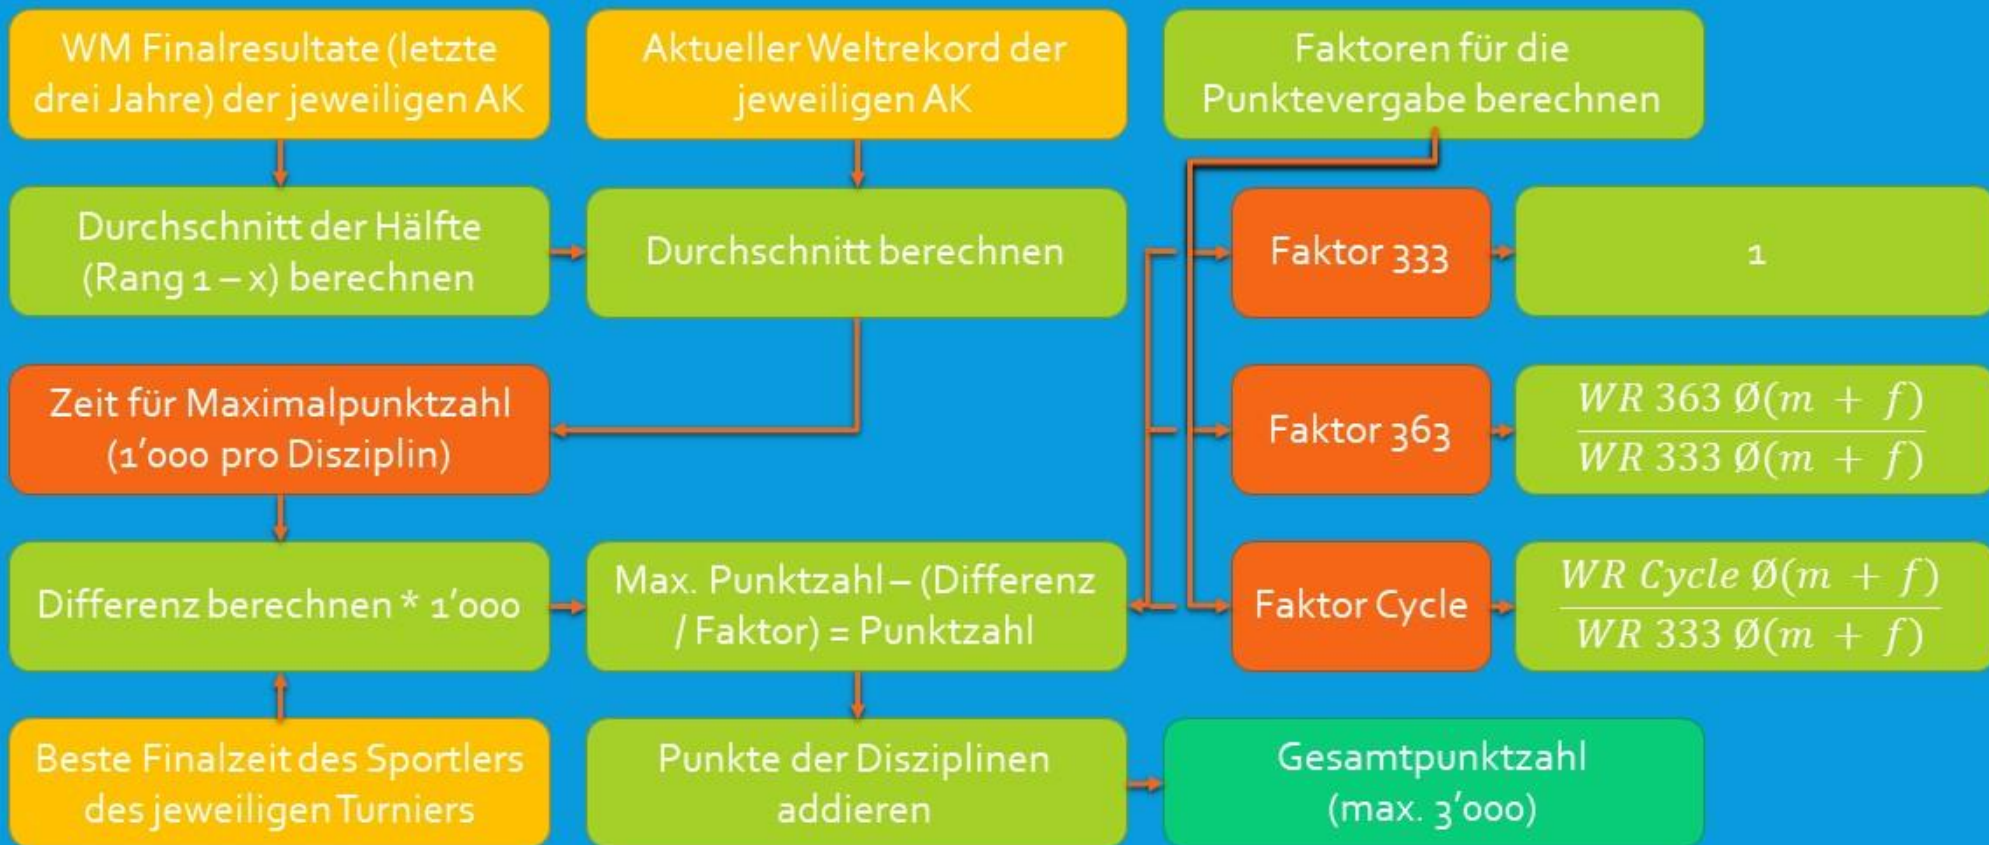 WM Finalresultate (letzte
drei Jahre) der jeweiligen AK
Aktueller Weltrekord der
jeweiligen AK
Faktoren für die
Punktevergabe berechnen
Durchschnitt der Hälfte
(Rang 1 – x) berechnen
Durchschnitt berechnen
Faktor 333
1
Zeit für Maximalpunktzahl
(1'000 pro Disziplin)
Faktor 363
WR 363 Ø(m + f)
WR 333 Ø(m + f)
Differenz berechnen * 1'000
Max. Punktzahl – (Differenz
/ Faktor) = Punktzahl
Faktor Cycle
WR Cycle Ø(m + f)
WR 333 Ø(m + f)
Beste Finalzeit des Sportlers
des jeweiligen Turniers
Punkte der Disziplinen
addieren
Gesamtpunktzahl
(max. 3'000)